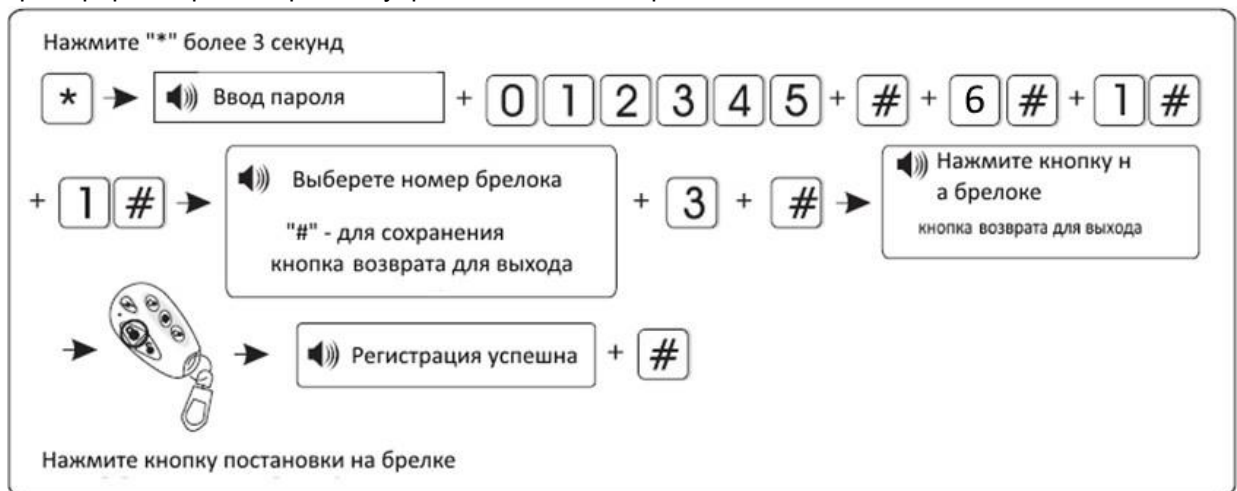 Нажмите "*" более 3 секунд
* Ввод пароля + 0 1 2 3 4 5 + # + 6 # + 1 #
+ 1 # Выберете номер брелока + 3 + # Нажмите кнопку н
"#" - для сохранения а брелоке
кнопка возврата для выхода кнопка возврата для выхода
Регистрация успешна + #
Нажмите кнопку постановки на брелке